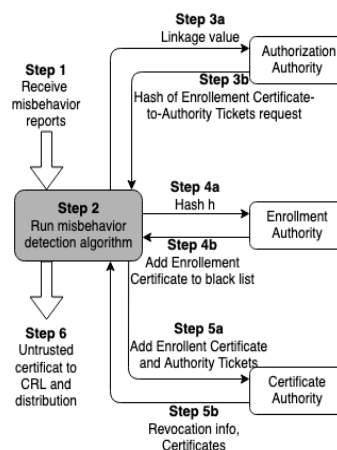 Step 3a
Linkage value
Authorization
Authority
Step 1
Receive
misbehavior
reports
Step 3b
Hash of Enrollement Certificate-
to-Authority Tickets request
Step 2
Run misbehavior
detection algorithm
Step 4a
Hash h
Enrollment
Authority
Step 4b
Add Enrollement
Certificate to black list
Step 6
Untrusted
certificat to
CRL and
distribution
Step 5a
Add Enrollent Certificate
and Authority Tickets
Certificate
Authority
Step 5b
Revocation info,
Certificates